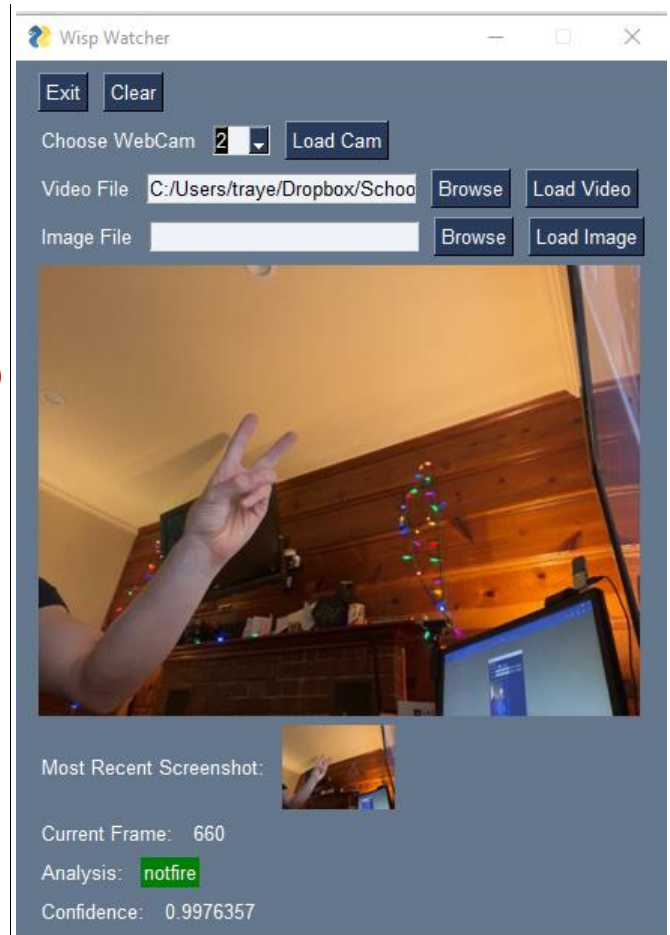 Wisp Watcher
Exit Clear
Choose WebCam 2 Load Cam
Video File C:/Users/traye/Dropbox/Schoo Browse Load Video
Image File Browse Load Image
Most Recent Screenshot:
Current Frame: 660
Analysis: notfire
Confidence: 0.9976357